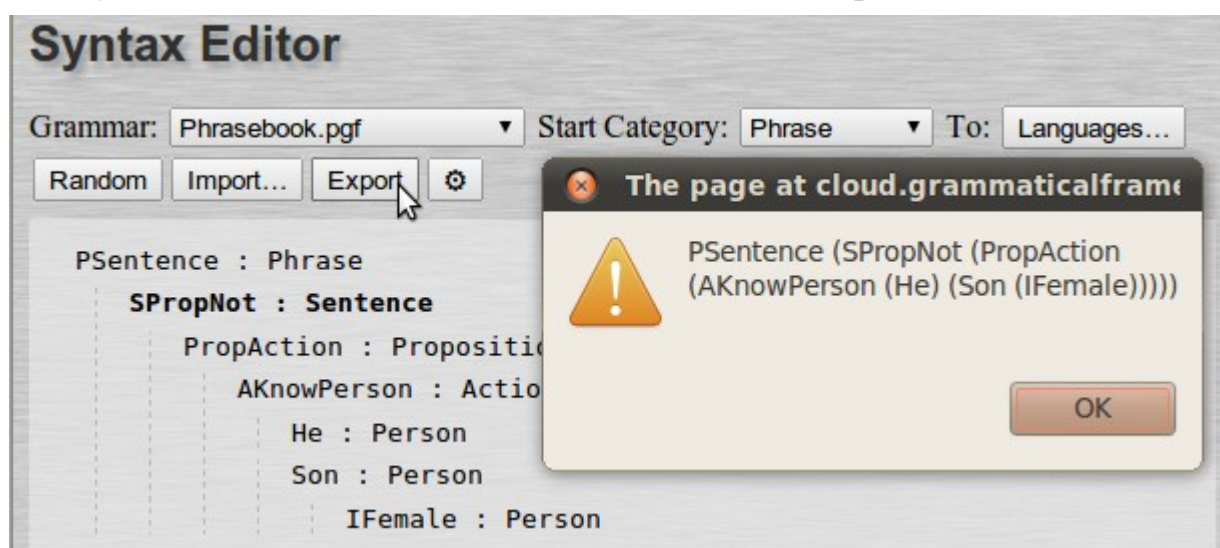 Syntax Editor
Grammar: Phrasebook.pgf Start Category: Phrase To: Languages...
Random Import... Export
The page at cloud.grammaticalframe
PSentence (SPropNot (PropAction
(AKnowPerson (He) (Son (IFemale)))))
OK
PSentence : Phrase
SPropNot : Sentence
PropAction : Propositic
AKnowPerson : Actio
He : Person
Son : Person
IFemale : Person